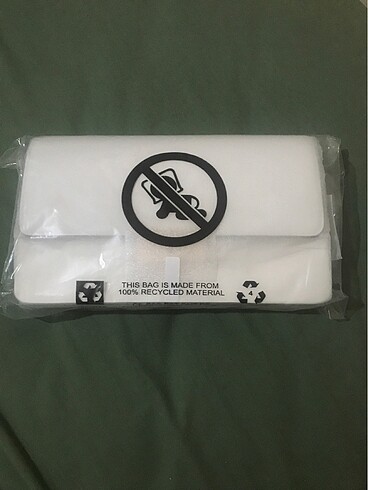 THIS BAG IS MADE FROM
100% RECYCLED MATERIAL
4